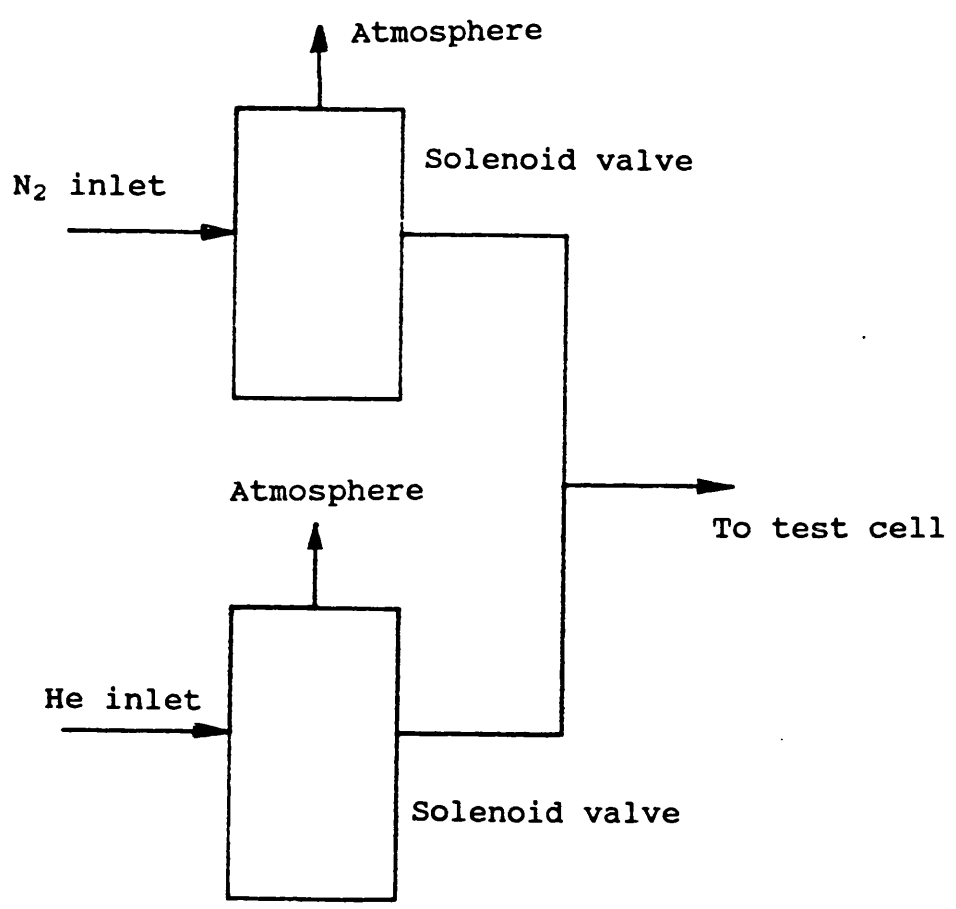 Atmosphere
Solenoid valve
N₂ inlet
Atmosphere
To test cell
He inlet
Solenoid valve